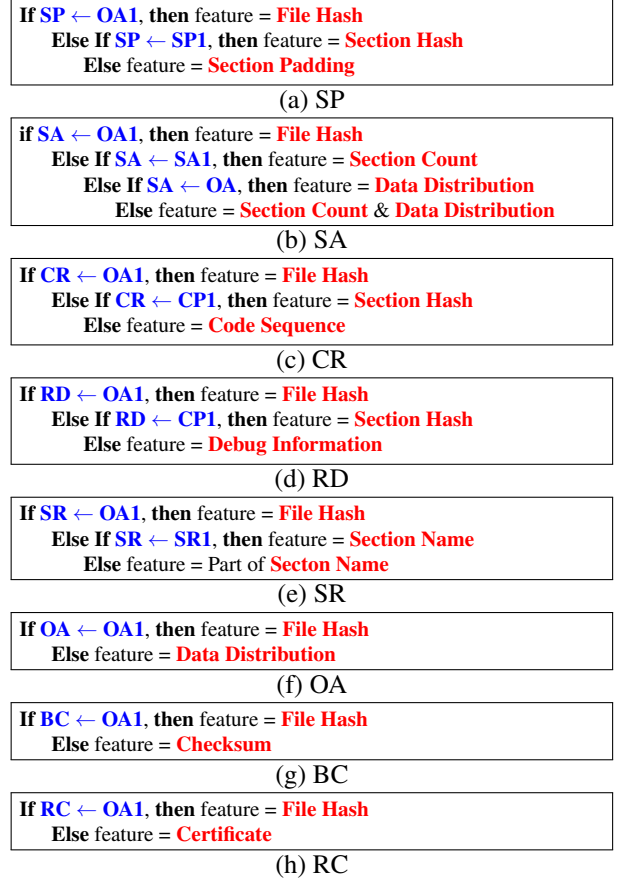 If SP ← OA1, then feature = File Hash
Else If SP ← SP1, then feature = Section Hash
Else feature = Section Padding
(a) SP
if SA ← OA1, then feature = File Hash
Else If SA ← SA1, then feature = Section Count
Else If SA ← OA, then feature = Data Distribution
Else feature = Section Count & Data Distribution
(b) SA
If CR ← OA1, then feature = File Hash
Else If CR ← CP1, then feature = Section Hash
Else feature = Code Sequence
(c) CR
If RD ← OA1, then feature = File Hash
Else If RD ← CP1, then feature = Section Hash
Else feature = Debug Information
(d) RD
If SR ← OA1, then feature = File Hash
Else If SR ← SR1, then feature = Section Name
Else feature = Part of Secton Name
(e) SR
If OA ← OA1, then feature = File Hash
Else feature = Data Distribution
(f) OA
If BC ← OA1, then feature = File Hash
Else feature = Checksum
(g) BC
If RC ← OA1, then feature = File Hash
Else feature = Certificate
(h) RC